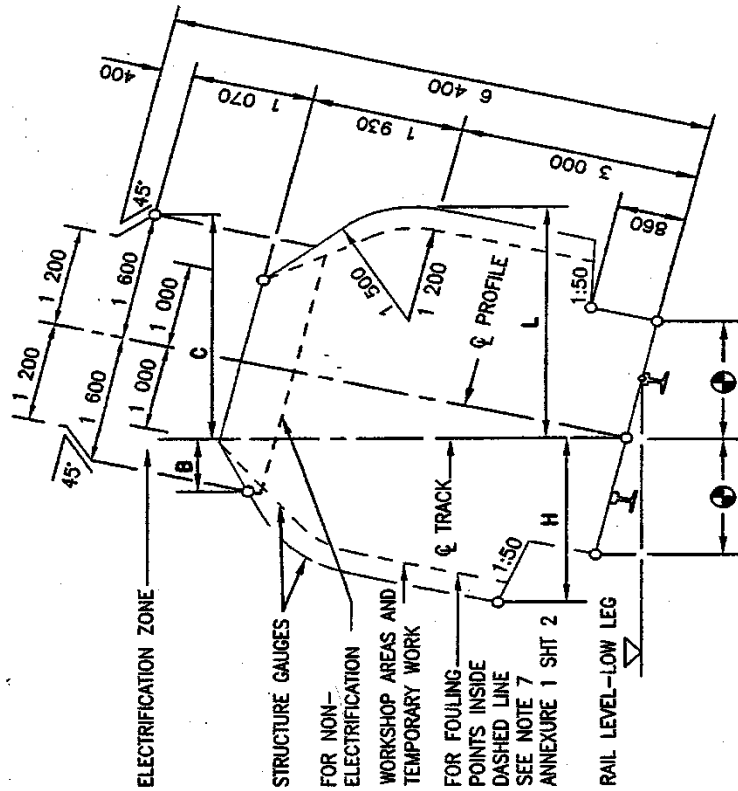 400
45°
1 200
1 200
1 600
1 600
1 000
1 000
45°
1 070
1 930
6 400
3 000
860
C
B
1 500
1 200
℄ PROFILE
L
1:50
℄ TRACK
H
1:50
ELECTRIFICATION ZONE
STRUCTURE GAUGES
FOR NON-
ELECTRIFICATION
WORKSHOP AREAS AND
TEMPORARY WORK
FOR FOULING
POINTS INSIDE
DASHED LINE
SEE NOTE 7
ANNEXURE 1 SHT 2
RAIL LEVEL-LOW LEG